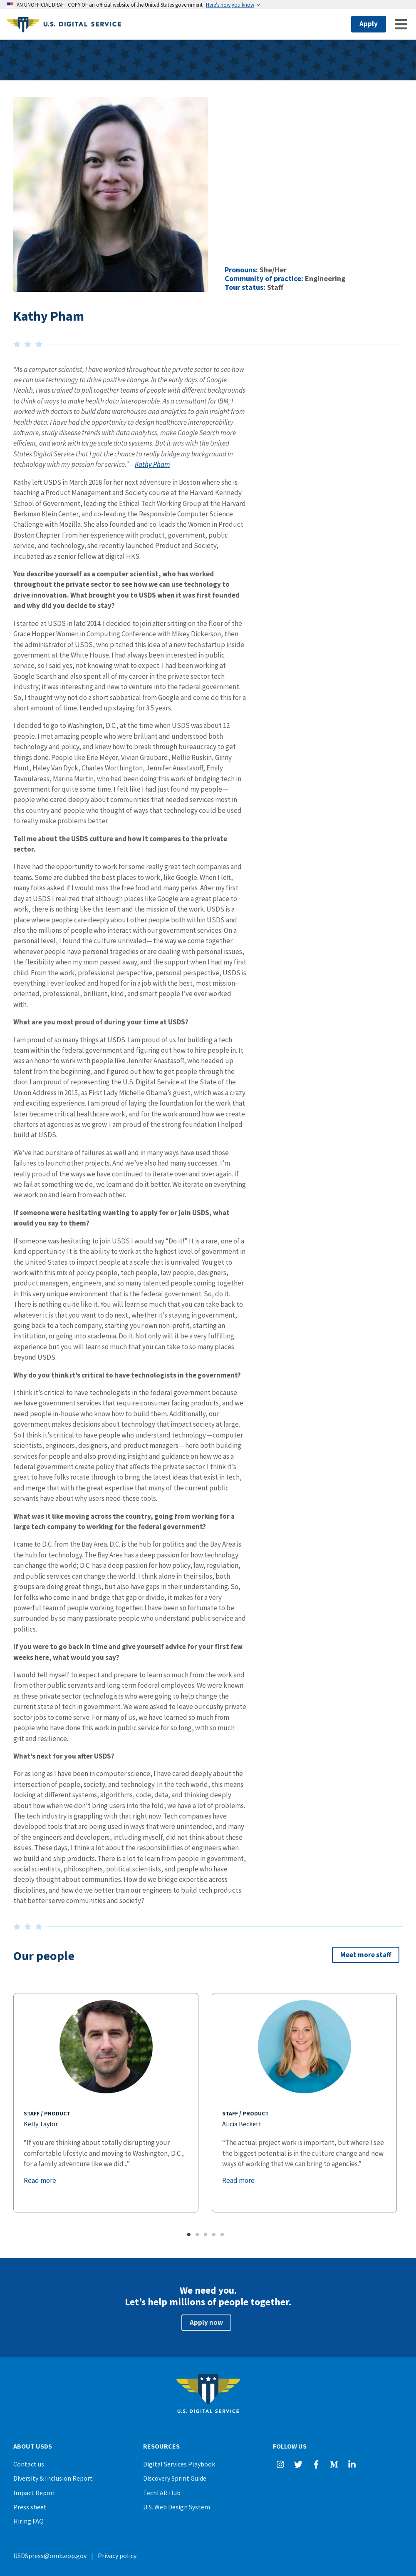 AN UNOFFICIAL DRAFT COPY OF an official website of the United States government Here's how you know
U.S. DIGITAL SERVICE
Apply
Pronouns: She/Her
Community of practice: Engineering
Tour status: Staff
Kathy Pham
“As a computer scientist, I have worked throughout the private sector to see how
we can use technology to drive positive change. In the early days of Google
Health, I was trained to pull from troughs of data across different backgrounds
to think of ways to make health data interoperable. As a consultant for IBM, I
worked with doctors to build data warehouses and analytics to gain insight from
health data. I have had the opportunity to design healthcare interoperability
software, study disease trends with data analytics, make Google Search more
efficient, and work with large scale data systems. But it was with the United
States Digital Service that I got the chance to really bridge my background in
technology with my passion for service.” — Kathy Pham
Kathy left USDS in March 2018 for her next adventure in Boston where she is
teaching a Product Management and Society course at the Harvard Kennedy
School of Government, leading the Ethical Tech Working Group at the Harvard
Berkman Klein Center, and co-leading the Responsible Computer Science
Challenge with Mozilla. She also founded and co-leads the Women in Product
Boston Chapter. From her experience with product, government, public
service, and technology, she recently launched Product and Society,
incubated as a senior fellow at digital HKS.
You describe yourself as a computer scientist, who has worked
throughout the private sector to see how we can use technology to
drive innovation. What brought you to USDS when it was first founded
and why did you decide to stay?
I started at USDS in late 2014. I decided to join after sitting on the floor of the
Grace Hopper Women in Computing Conference with Mikey Dickerson, then
the administrator of USDS, who pitched this idea of a new tech startup inside
government at the White House. I had always been interested in public
service, so I said yes, not knowing what to expect. I had been working at
Google Search and also spent all of my career in the private sector tech
industry; it was interesting and new to venture into the federal government.
So, I thought why not do a short sabbatical from Google and come do this for a
short amount of time. I ended up staying for 3.5 years.
I decided to go to Washington, D.C., at the time when USDS was about 12
people. I met amazing people who were brilliant and understood both
technology and policy, and knew how to break through bureaucracy to get
things done. People like Erie Meyer, Vivian Graubard, Mollie Ruskin, Ginny
Hunt, Haley Van Dyck, Charles Worthington, Jennifer Anastasoff, Emily
Tavoulareas, Marina Martin, who had been doing this work of bridging tech in
government for quite some time. I felt like I had just found my people —
people who cared deeply about communities that needed services most in
this country and people who thought of ways that technology could be used
to really make problems better.
Tell me about the USDS culture and how it compares to the private
sector.
I have had the opportunity to work for some really great tech companies and
teams. Some are dubbed the best places to work, like Google. When I left,
many folks asked if I would miss the free food and many perks. After my first
day at USDS I realized that although places like Google are a great place to
work, there is nothing like this team and the mission of the work. USDS is a
place where people care deeply about other people both within USDS and
also the millions of people who interact with our government services. On a
personal level, I found the culture unrivaled — the way we come together
whenever people have personal tragedies or are dealing with personal issues,
the flexibility when my mom passed away, and the support when I had my first
child. From the work, professional perspective, personal perspective, USDS is
everything I ever looked and hoped for in a job with the best, most mission-
oriented, professional, brilliant, kind, and smart people I’ve ever worked
with.
What are you most proud of during your time at USDS?
I am proud of so many things at USDS. I am proud of us for building a tech
team within the federal government and figuring out how to hire people in. It
was an honor to work with people like Jennifer Anastasoff, who headed up
talent from the beginning, and figured out how to get people through the
door. I am proud of representing the U.S. Digital Service at the State of the
Union Address in 2015, as First Lady Michelle Obama’s guest, which was a crazy
and exciting experience. I am proud of laying the foundation for the work that
later became critical healthcare work, and for the work around how we create
charters at agencies as we grew. I am proud of the strong foundation I helped
build at USDS.
We’ve had our share of failures as well and in many ways have used those
failures to launch other projects. And we’ve also had many successes. I’m
really proud of the ways we have continued to iterate over and over again. If
we fail at something we do, we learn and do it better. We iterate on everything
we work on and learn from each other.
If someone were hesitating wanting to apply for or join USDS, what
would you say to them?
If someone was hesitating to join USDS I would say “Do it!” It is a rare, one of a
kind opportunity. It is the ability to work at the highest level of government in
the United States to impact people at a scale that is unrivaled. You get to
work with this mix of policy people, tech people, law people, designers,
product managers, engineers, and so many talented people coming together
in this very unique environment that is the federal government. So, do it.
There is nothing quite like it. You will learn so much that you can take back to
whatever it is that you want to do next, whether it’s staying in government,
going back to a tech company, starting your own non-profit, starting an
institution, or going into academia. Do it. Not only will it be a very fulfilling
experience but you will learn so much that you can take to so many places
beyond USDS.
Why do you think it’s critical to have technologists in the government?
I think it’s critical to have technologists in the federal government because
we have government services that require consumer facing products, and we
need people in-house who know how to build them. Additionally, our
government makes decisions about technology that impact society at large.
So I think it’s critical to have people who understand technology — computer
scientists, engineers, designers, and product managers — here both building
services for people and also providing insight and guidance on how we as a
federal government create policy that affects the private sector. I think it’s
great to have folks rotate through to bring the latest ideas that exist in tech,
and merge that with the great expertise that many of the current public
servants have about why users need these tools.
What was it like moving across the country, going from working for a
large tech company to working for the federal government?
I came to D.C. from the Bay Area. D.C. is the hub for politics and the Bay Area is
the hub for technology. The Bay Area has a deep passion for how technology
can change the world; D.C. has a deep passion for how policy, law, regulation,
and public services can change the world. I think alone in their silos, both
groups are doing great things, but also have gaps in their understanding. So,
for folks who come in and bridge that gap or divide, it makes for a very
powerful team of people working together. I have been so fortunate to be
surrounded by so many passionate people who understand public service and
politics.
If you were to go back in time and give yourself advice for your first few
weeks here, what would you say?
I would tell myself to expect and prepare to learn so much from the work and
from other public servants and long term federal employees. We were known
as these private sector technologists who were going to help change the
current state of tech in government. We were asked to leave our cushy private
sector jobs to come serve. For many of us, we have learned so much from
people who have done this work in public service for so long, with so much
grit and resilience.
What’s next for you after USDS?
For as long as I have been in computer science, I have cared deeply about the
intersection of people, society, and technology. In the tech world, this means
looking at different systems, algorithms, code, data, and thinking deeply
about how when we don’t bring users into the fold, we have a lot of problems.
The tech industry is grappling with that right now. Tech companies have
developed tools that are being used in ways that were unintended, and many
of the engineers and developers, including myself, did not think about these
issues. These days, I think a lot about the responsibilities of engineers when
we build and ship products. There is a lot to learn from people in government,
social scientists, philosophers, political scientists, and people who have
deeply thought about communities. How do we bridge expertise across
disciplines, and how do we better train our engineers to build tech products
that better serve communities and society?
Our people
Meet more staff
STAFF / PRODUCT
Kelly Taylor
“If you are thinking about totally disrupting your
comfortable lifestyle and moving to Washington, D.C.,
for a family adventure like we did...”
Read more
STAFF / PRODUCT
Alicia Beckett
“The actual project work is important, but where I see
the biggest potential is in the culture change and new
ways of working that we can bring to agencies.”
Read more
We need you.
Let’s help millions of people together.
Apply now
U.S. DIGITAL SERVICE
ABOUT USDS
Contact us
Diversity & Inclusion Report
Impact Report
Press sheet
Hiring FAQ
RESOURCES
Digital Services Playbook
Discovery Sprint Guide
TechFAR Hub
U.S. Web Design System
FOLLOW US
USDSpress@omb.eop.gov | Privacy policy